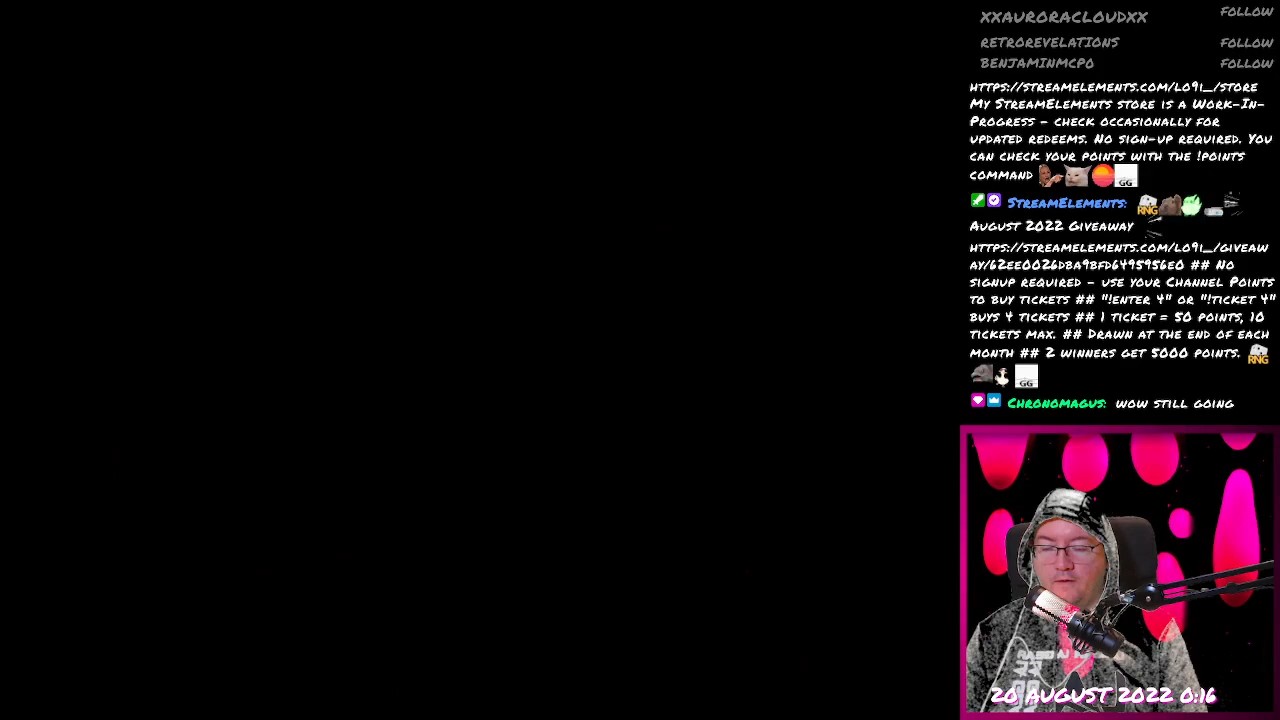 XXAURORACLOUDXX FOLLOW
RETROREVELATIONS FOLLOW
BENJAMINMCPO FOLLOW
HTTPS://STREAMELEMENTS.COM/LO9I_/STORE
MY STREAMELEMENTS STORE IS A WORK-IN-
PROGRESS - CHECK OCCASIONALLY FOR
UPDATED REDEEMS. NO SIGN-UP REQUIRED. YOU
CAN CHECK YOUR POINTS WITH THE !POINTS
COMMAND GG
STREAMELEMENTS: RNG
AUGUST 2022 GIVEAWAY
HTTPS://STREAMELEMENTS.COM/LO9I_/GIVEAW
AY/62EE0026DBA9BFD6495956E0 ## NO
SIGNUP REQUIRED - USE YOUR CHANNEL POINTS
TO BUY TICKETS ## "!ENTER 4" OR "!TICKET 4"
BUYS 4 TICKETS ## 1 TICKET = 50 POINTS, 10
TICKETS MAX. ## DRAWN AT THE END OF EACH
MONTH ## 2 WINNERS GET 5000 POINTS. RNG
GG
CHRONOMAGUS: WOW STILL GOING
20 AUGUST 2022 0:16